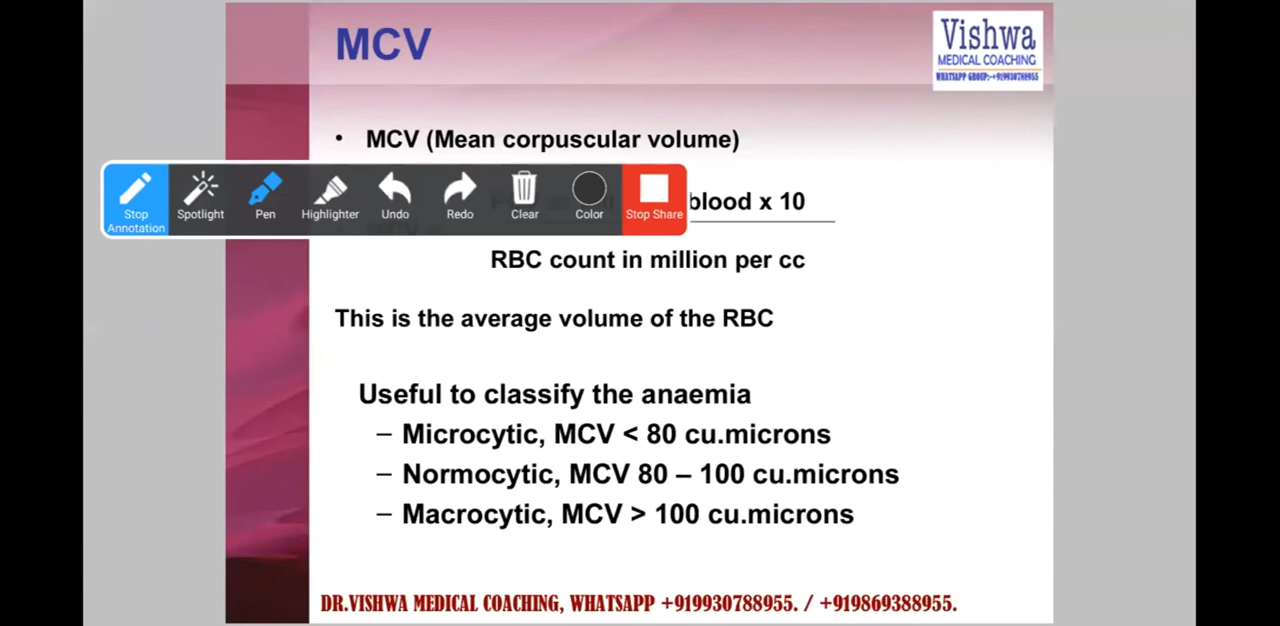 MCV
Vishwa
MEDICAL COACHING
WHATSAPP GROUP:-+919930788955
• MCV (Mean corpuscular volume)
Stop Annotation
Spotlight
Pen
Highlighter
Undo
Redo
Clear
Color
Stop Share
blood x 10
RBC count in million per cc
This is the average volume of the RBC
Useful to classify the anaemia
– Microcytic, MCV < 80 cu.microns
– Normocytic, MCV 80 – 100 cu.microns
– Macrocytic, MCV > 100 cu.microns
DR.VISHWA MEDICAL COACHING, WHATSAPP +919930788955. / +919869388955.